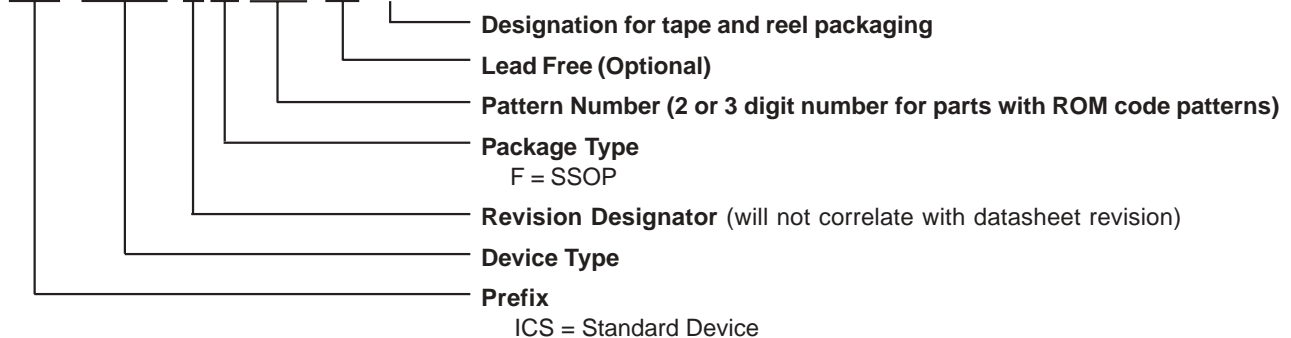 Designation for tape and reel packaging
Lead Free (Optional)
Pattern Number (2 or 3 digit number for parts with ROM code patterns)
Package Type
F = SSOP
Revision Designator (will not correlate with datasheet revision)
Device Type
Prefix
ICS = Standard Device